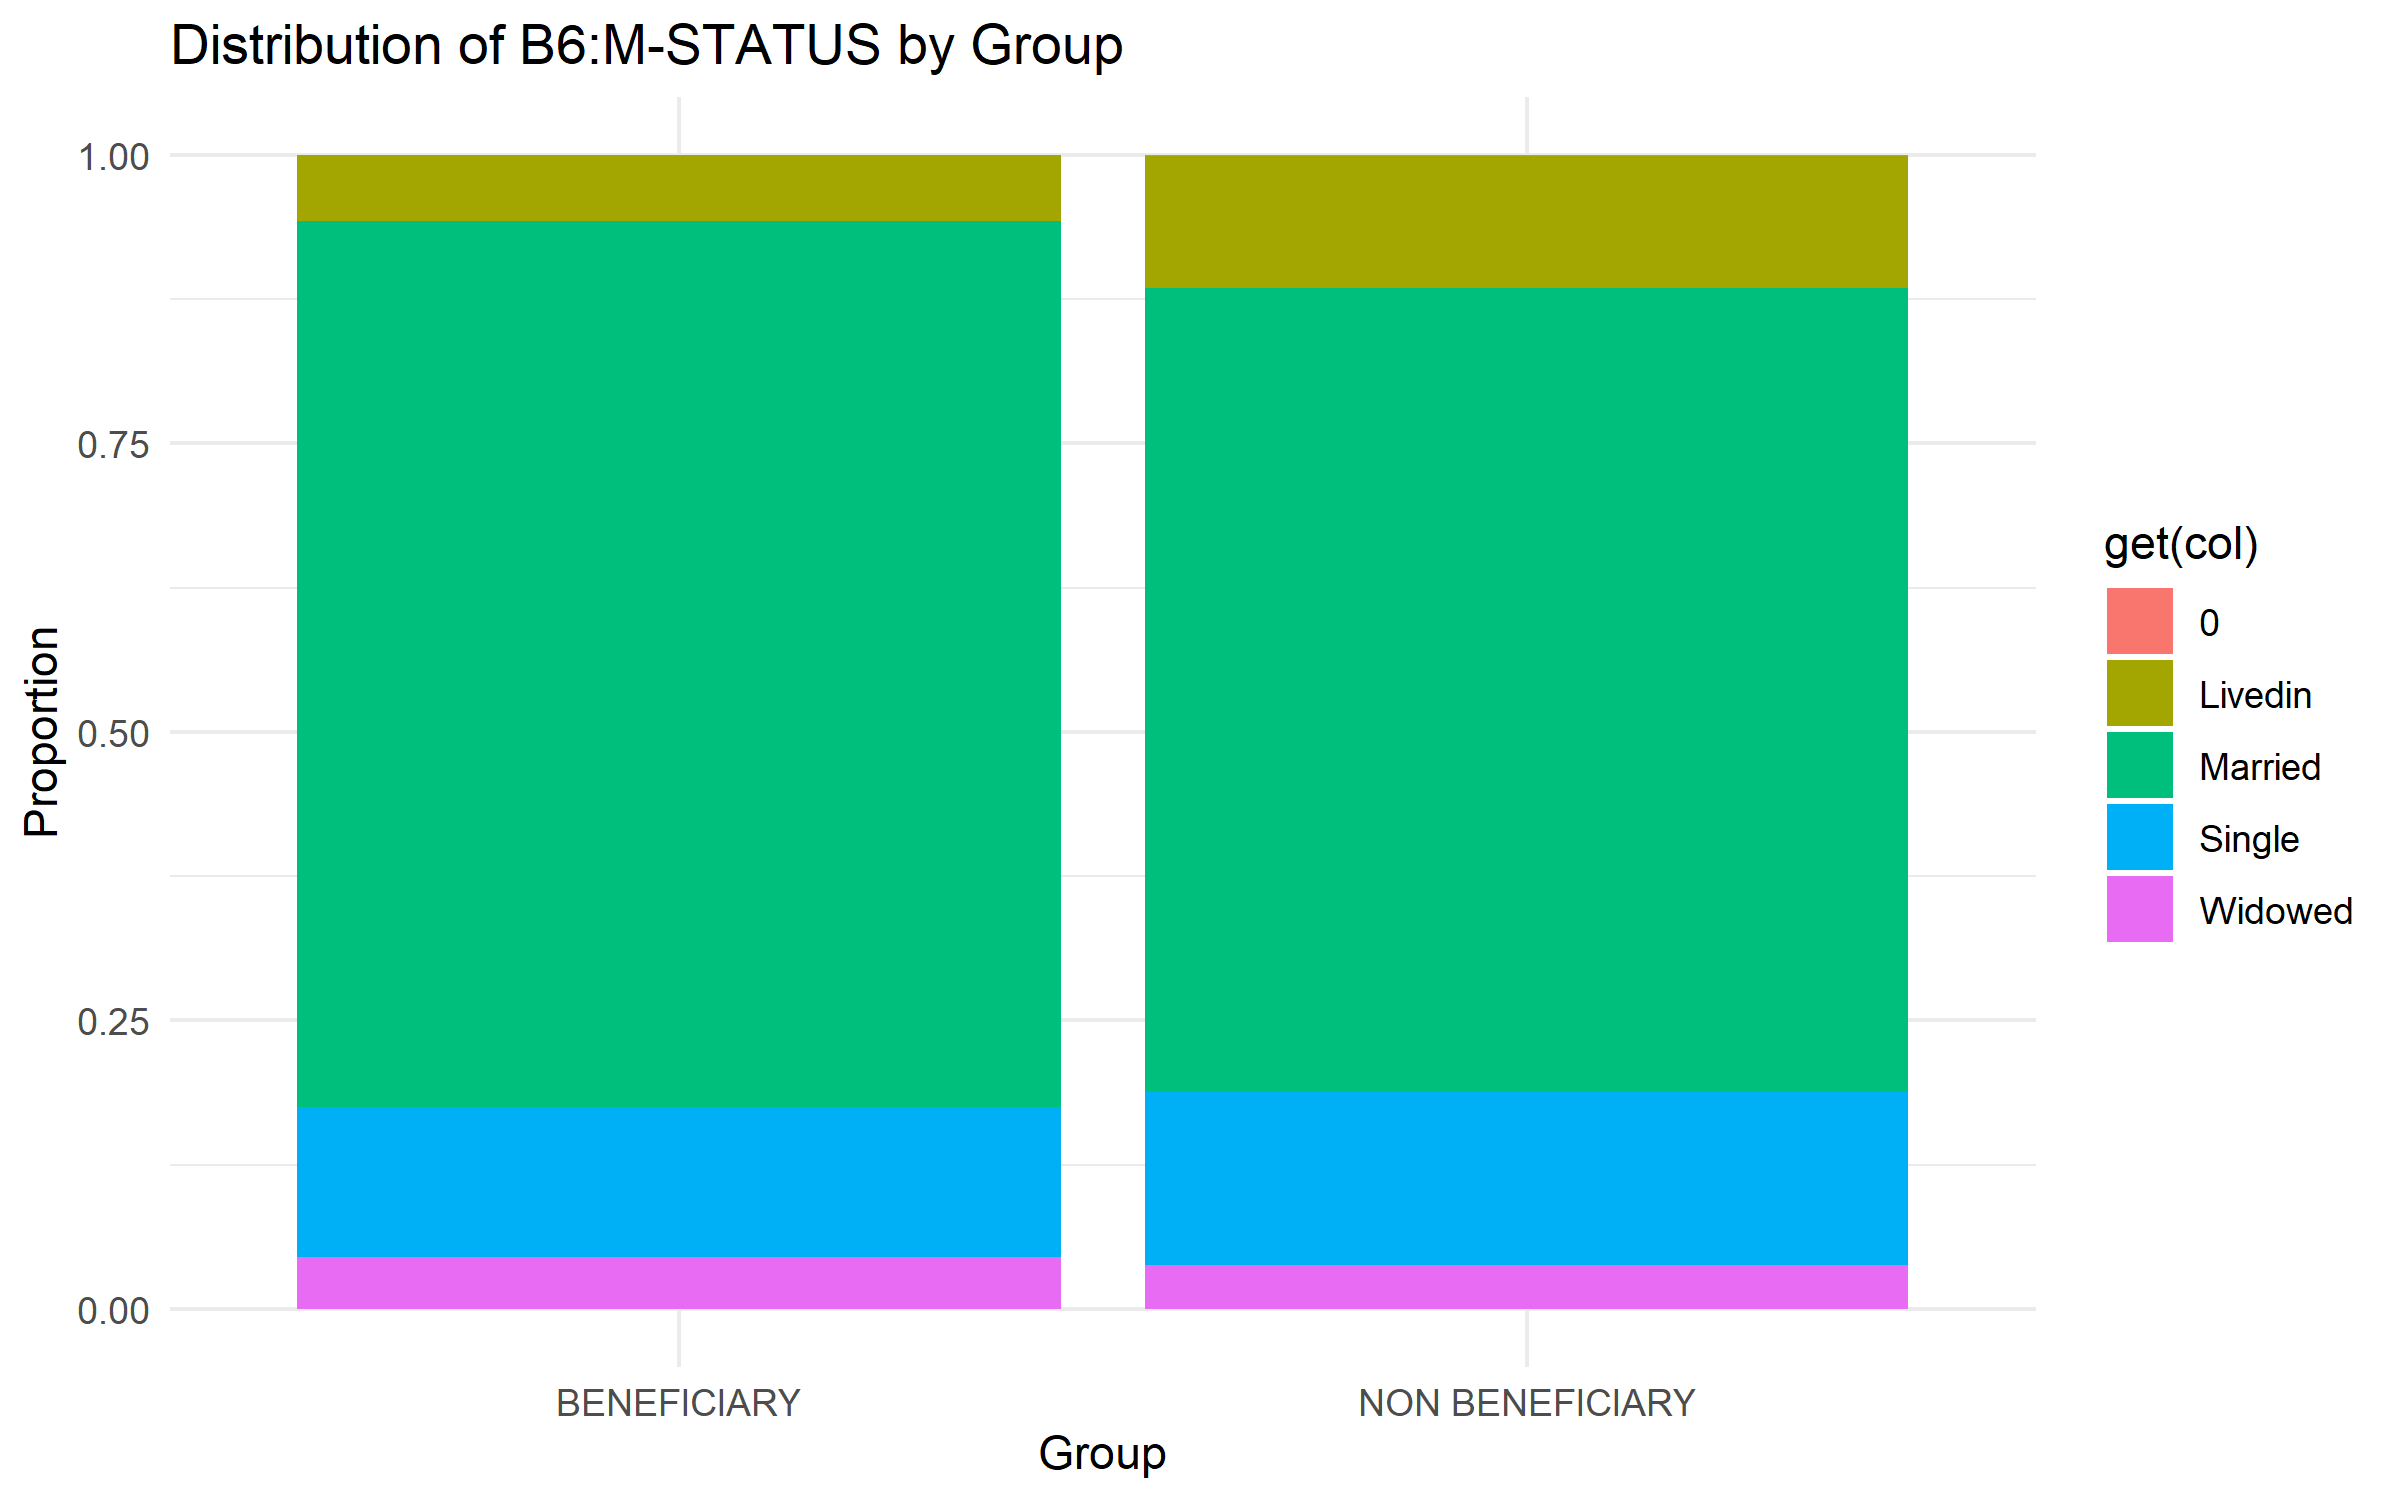 Distribution of B6:M-STATUS by Group
1.00
0.75
0.50
0.25
0.00
Proportion
BENEFICIARY
NON BENEFICIARY
Group
get(col)
0
Livedin
Married
Single
Widowed